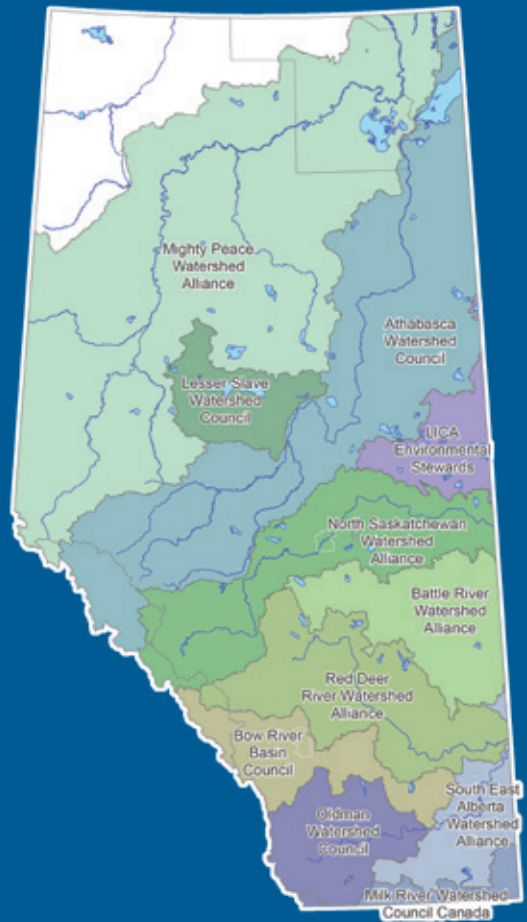 Mighty Peace
Watershed
Alliance
Athabasca
Watershed
Council
Lesser Slave
Watershed
Council
LICA
Environmental
Stewards
North Saskatchewan
Watershed
Alliance
Battle River
Watershed
Alliance
Red Deer
River Watershed
Alliance
Bow River
Basin
Council
South East
Alberta
Watershed
Alliance
Oldman
Watershed
Council
Milk River Watershed
Council Canada